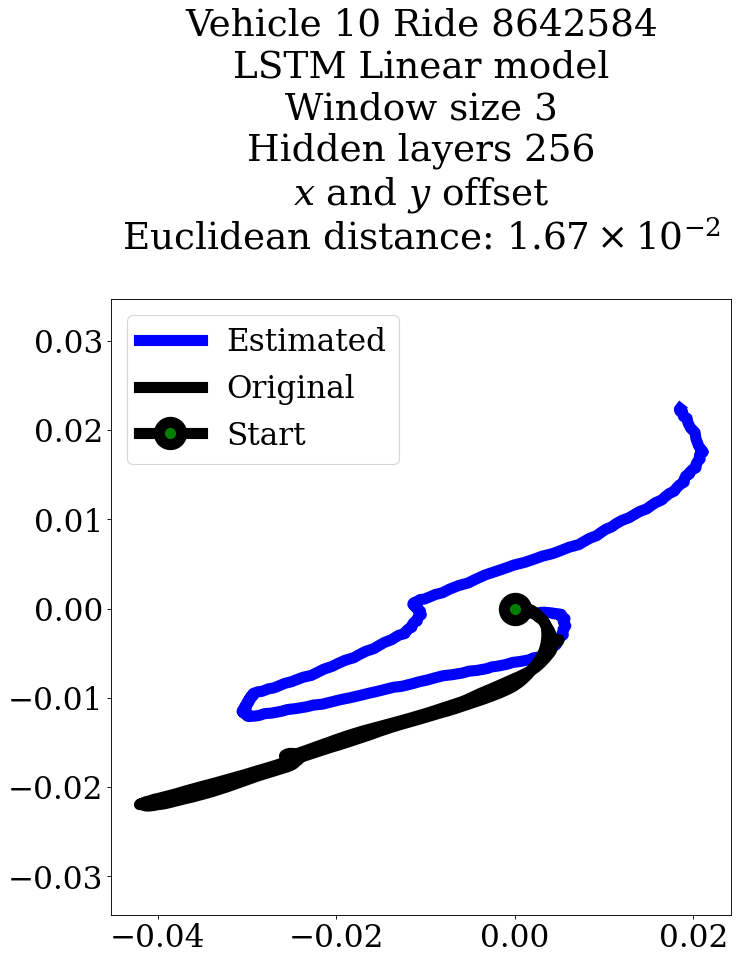 Vehicle 10 Ride 8642584
LSTM Linear model
Window size 3
Hidden layers 256
x and y offset
Euclidean distance: 1.67 × 10⁻²
Estimated
Original
Start
0.03
0.02
0.01
0.00
−0.01
−0.02
−0.03
−0.04
−0.02
0.00
0.02